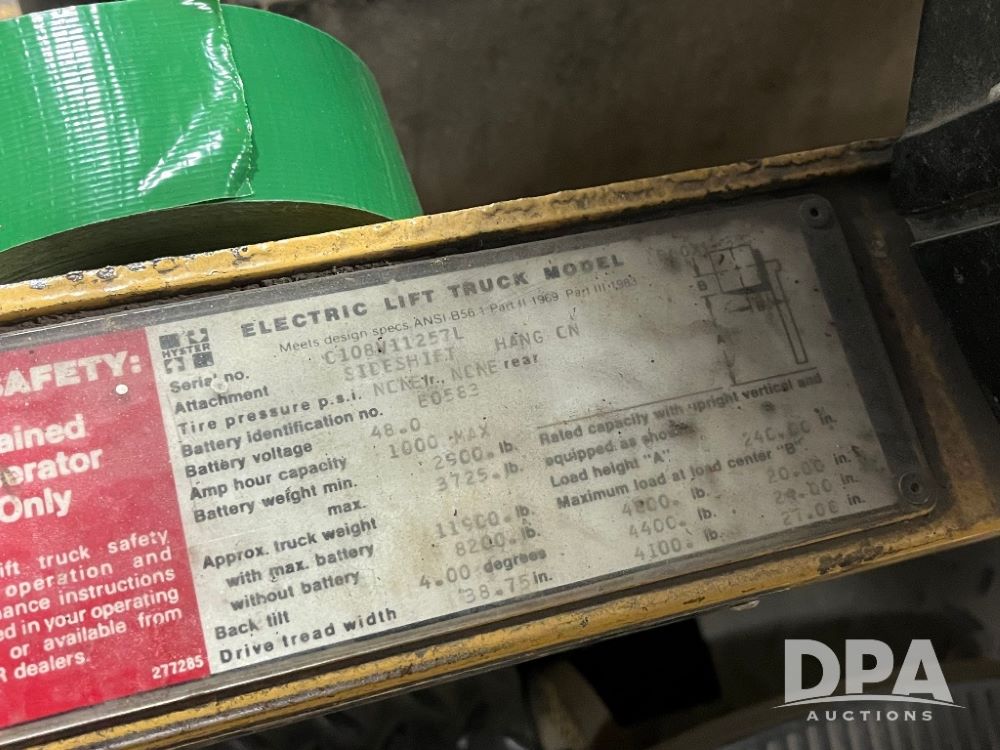 SAFETY:
ained
erator
Only
ift truck safety
operation and
nance instructions
ed in your operating
or available from
R dealers.
277285
HYSTER
ELECTRIC LIFT TRUCK MODEL
Meets design specs ANSI B56.1 Part II 1969 Part III 1983
Serial no. C108V11257L
Attachment SIDESHIFT HANG CN
Tire pressure p.s.i. NONE fr., NONE rear
Battery identification no. E0583
Battery voltage 48.0
Amp hour capacity 1000 MAX
Battery weight min. 2900. lb.
max. 3725. lb.
Approx. truck weight
with max. battery 11900. lb.
without battery 8200. lb.
Back tilt 4.00 degrees
Drive tread width 38.75 in.
B
A
Rated capacity with upright vertical and
equipped as shown
Load height "A" 240.00 in.
Maximum load at load center "B"
4800. lb. 20.00 in.
4400. lb. 24.00 in.
4100. lb. 27.00 in.
DPA
AUCTIONS